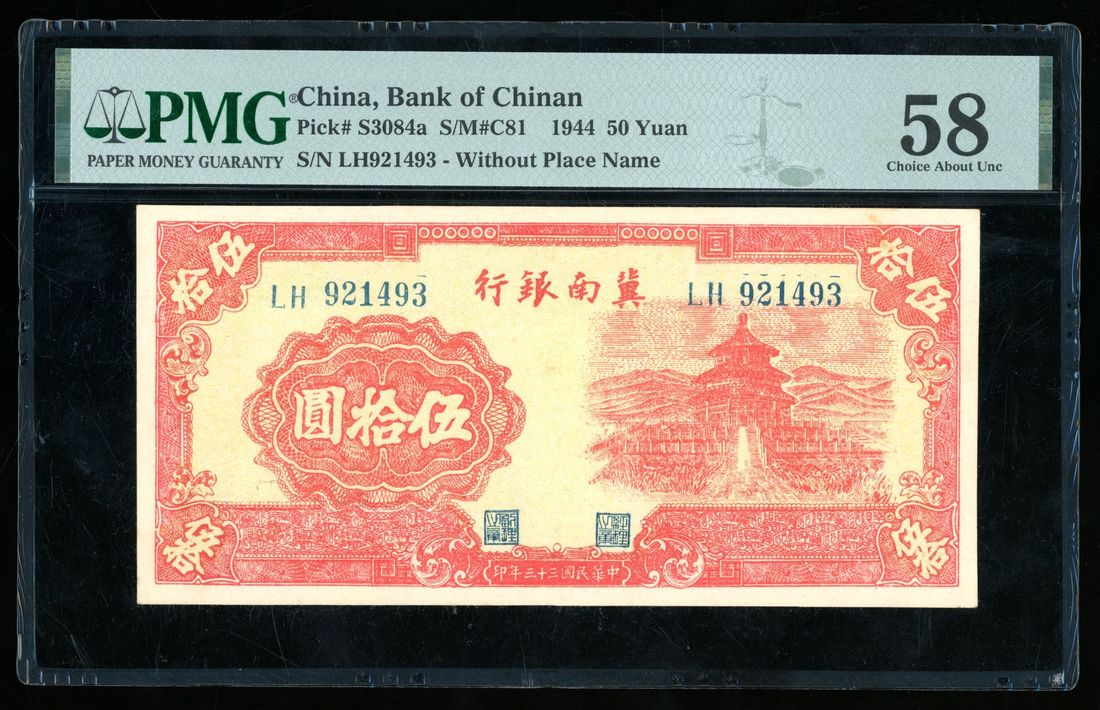 PMG®
PAPER MONEY GUARANTY
China, Bank of Chinan
Pick# S3084a S/M#C81 1944 50 Yuan
S/N LH921493 - Without Place Name
58
Choice About Unc
伍拾
拾伍
LH 921493
行銀南冀
LH 921493
圓拾伍
伍拾
印年三十三國民華中